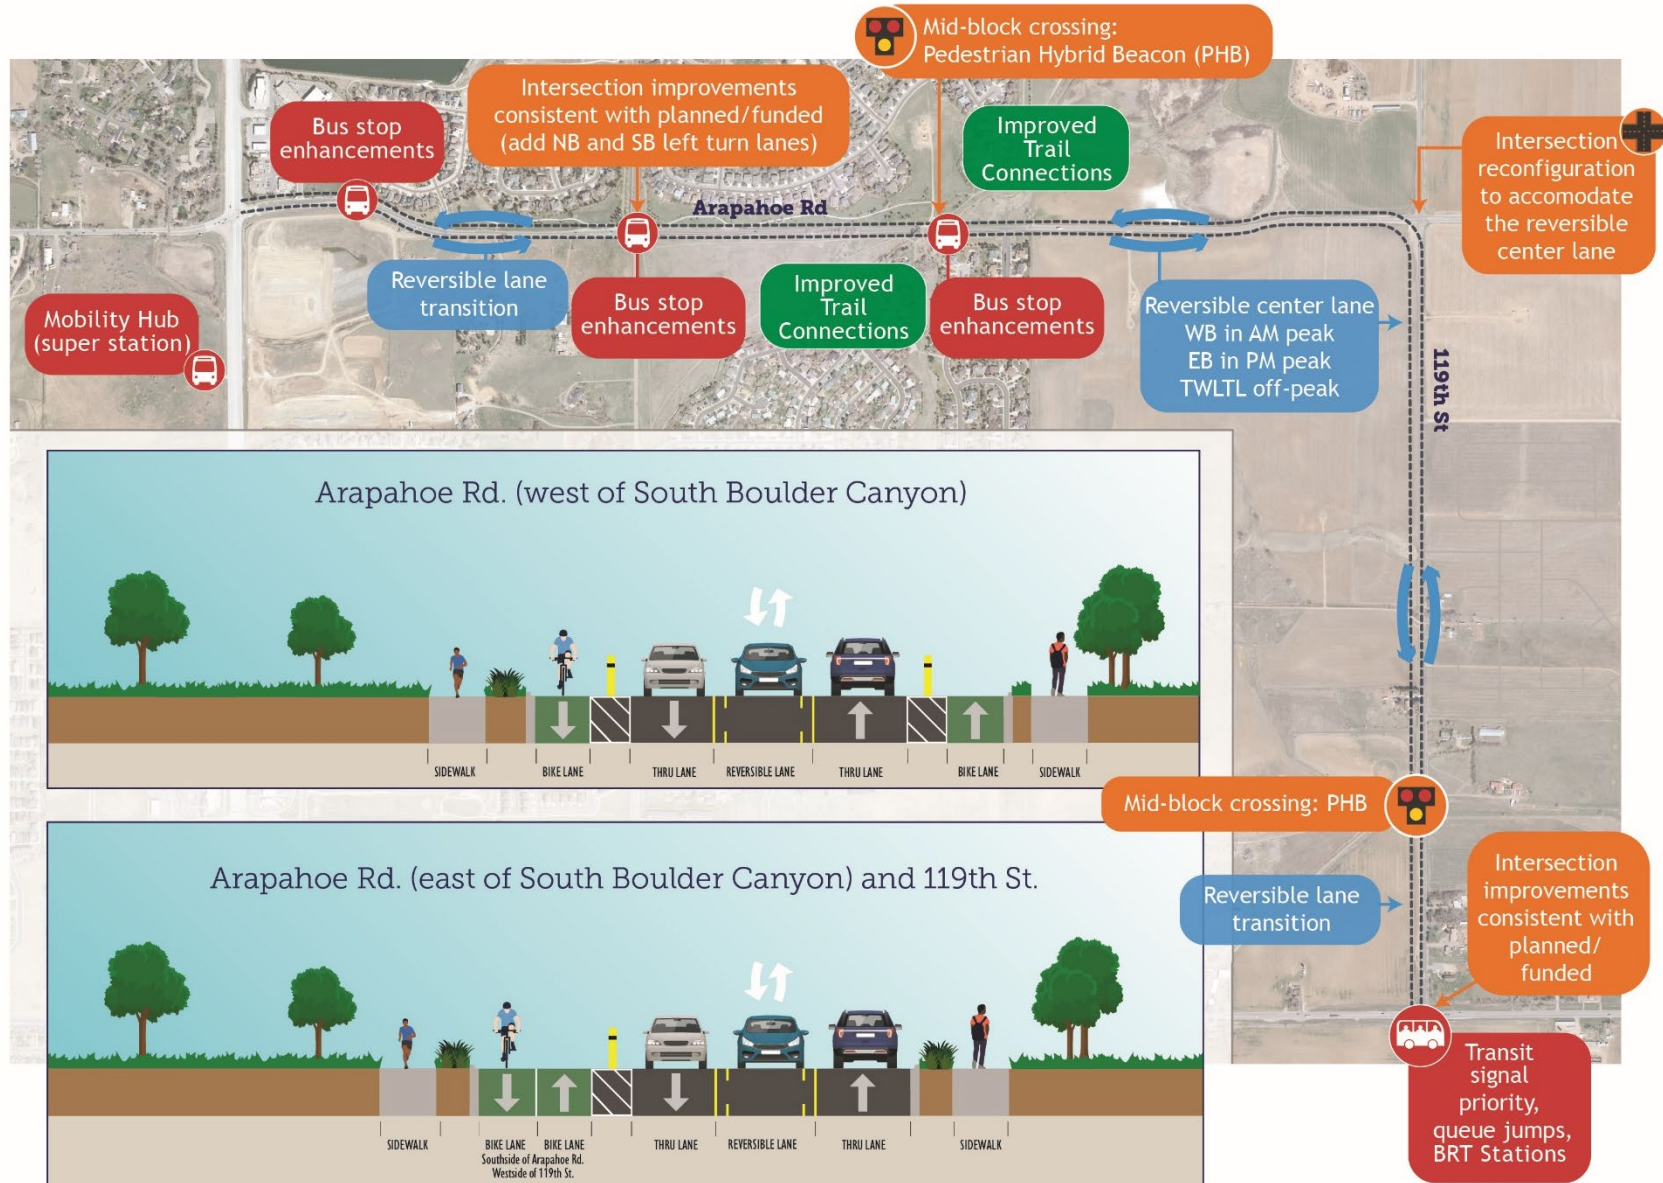 Mid-block crossing:
Pedestrian Hybrid Beacon (PHB)
Intersection improvements
consistent with planned/funded
(add NB and SB left turn lanes)
Bus stop
enhancements
Improved
Trail
Connections
Intersection
reconfiguration
to accomodate
the reversible
center lane
Arapahoe Rd
Reversible lane
transition
Bus stop
enhancements
Improved
Trail
Connections
Bus stop
enhancements
Reversible center lane
WB in AM peak
EB in PM peak
TWLTL off-peak
Mobility Hub
(super station)
119th St
Arapahoe Rd. (west of South Boulder Canyon)
SIDEWALK
BIKE LANE
THRU LANE
REVERSIBLE LANE
THRU LANE
BIKE LANE
SIDEWALK
Mid-block crossing: PHB
Arapahoe Rd. (east of South Boulder Canyon) and 119th St.
SIDEWALK
BIKE LANE
BIKE LANE
Southside of Arapahoe Rd.
Westside of 119th St.
THRU LANE
REVERSIBLE LANE
THRU LANE
SIDEWALK
Reversible lane
transition
Intersection
improvements
consistent with
planned/
funded
Transit
signal
priority,
queue jumps,
BRT Stations